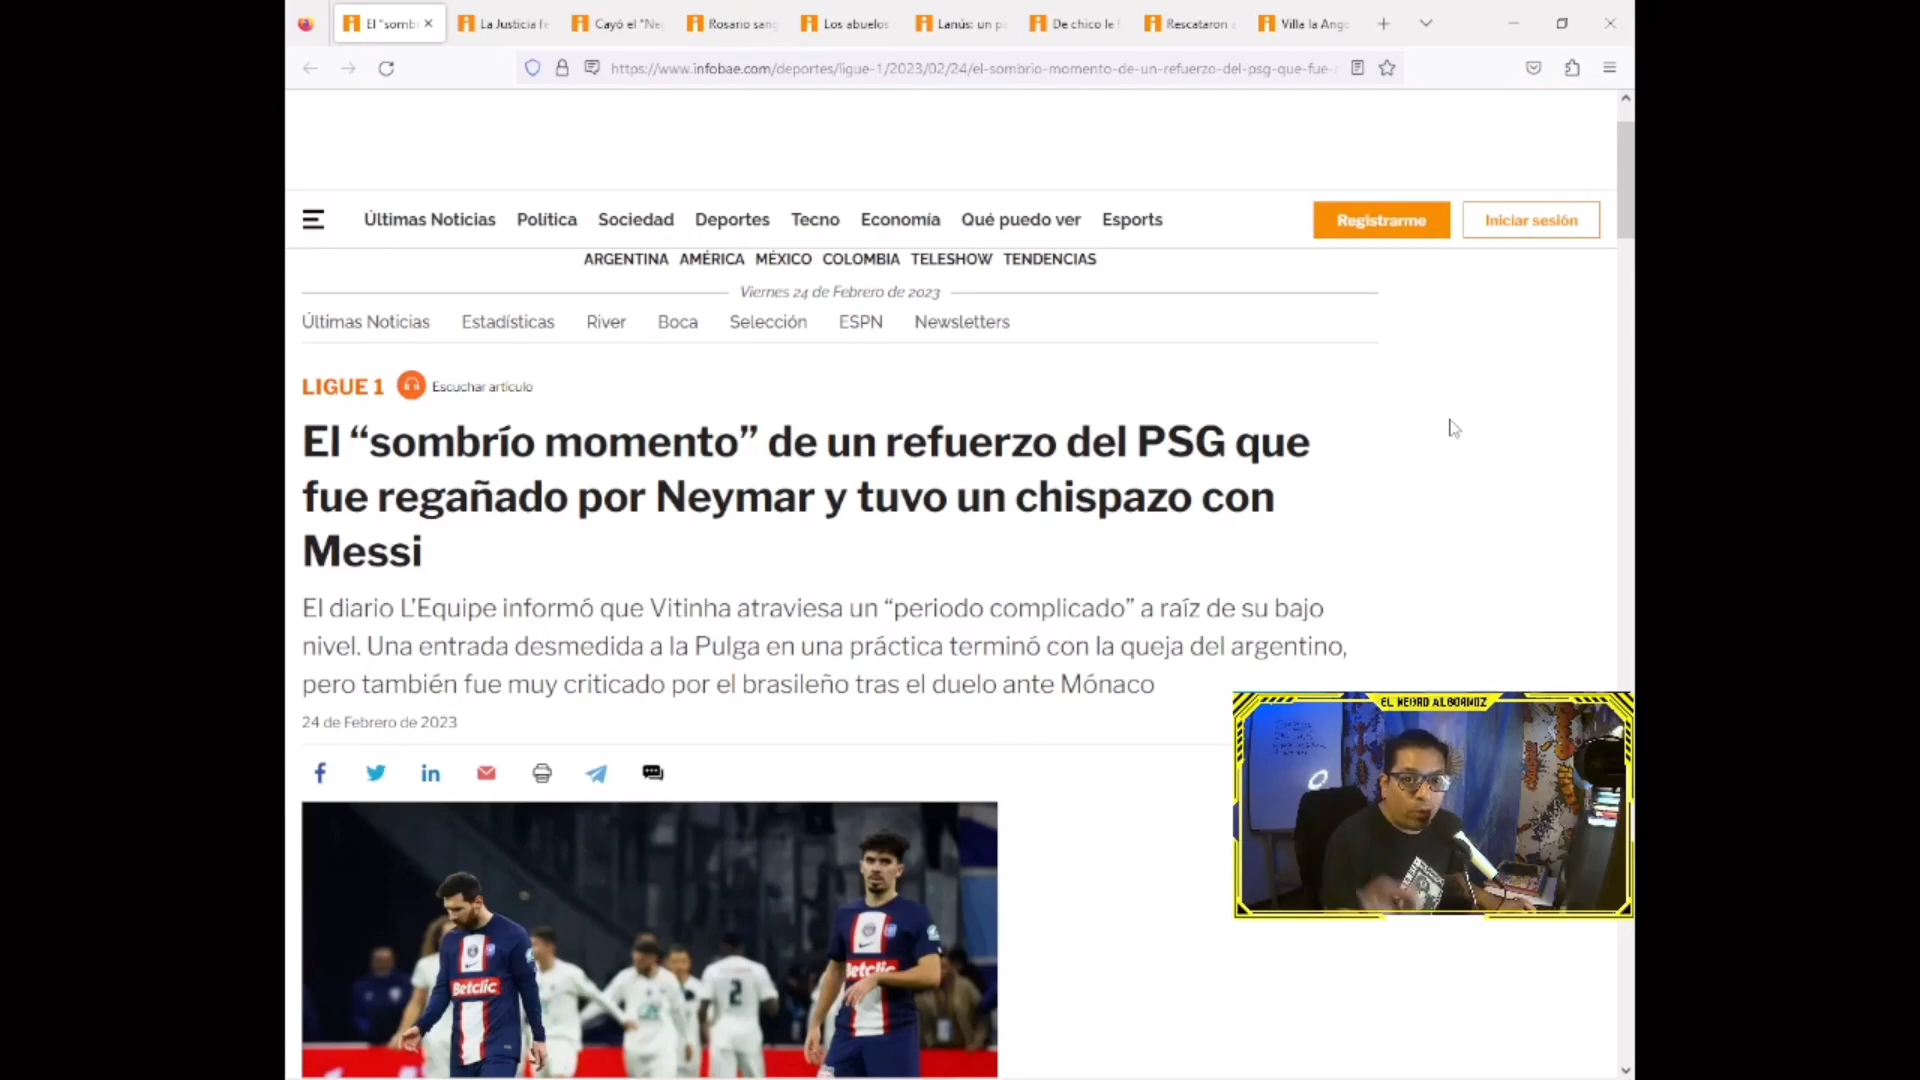 El "somb
La Justicia fe
Cayó el "Ne
Rosario sang
Los abuelos
Lanús: un p
De chico le
Rescataron
Villa la Ango
https://www.infobae.com/deportes/ligue-1/2023/02/24/el-sombrio-momento-de-un-refuerzo-del-psg-que-fue-
Últimas Noticias Política Sociedad Deportes Tecno Economía Qué puedo ver Esports
Registrarme
Iniciar sesión
ARGENTINA AMÉRICA MÉXICO COLOMBIA TELESHOW TENDENCIAS
Viernes 24 de Febrero de 2023
Últimas Noticias Estadísticas River Boca Selección ESPN Newsletters
LIGUE 1 Escuchar artículo
El “sombrío momento” de un refuerzo del PSG que
fue regañado por Neymar y tuvo un chispazo con
Messi
El diario L’Equipe informó que Vitinha atraviesa un “periodo complicado” a raíz de su bajo
nivel. Una entrada desmedida a la Pulga en una práctica terminó con la queja del argentino,
pero también fue muy criticado por el brasileño tras el duelo ante Mónaco
24 de Febrero de 2023
EL NEGRO ALBORNOZ
Betclic
Betclic
2